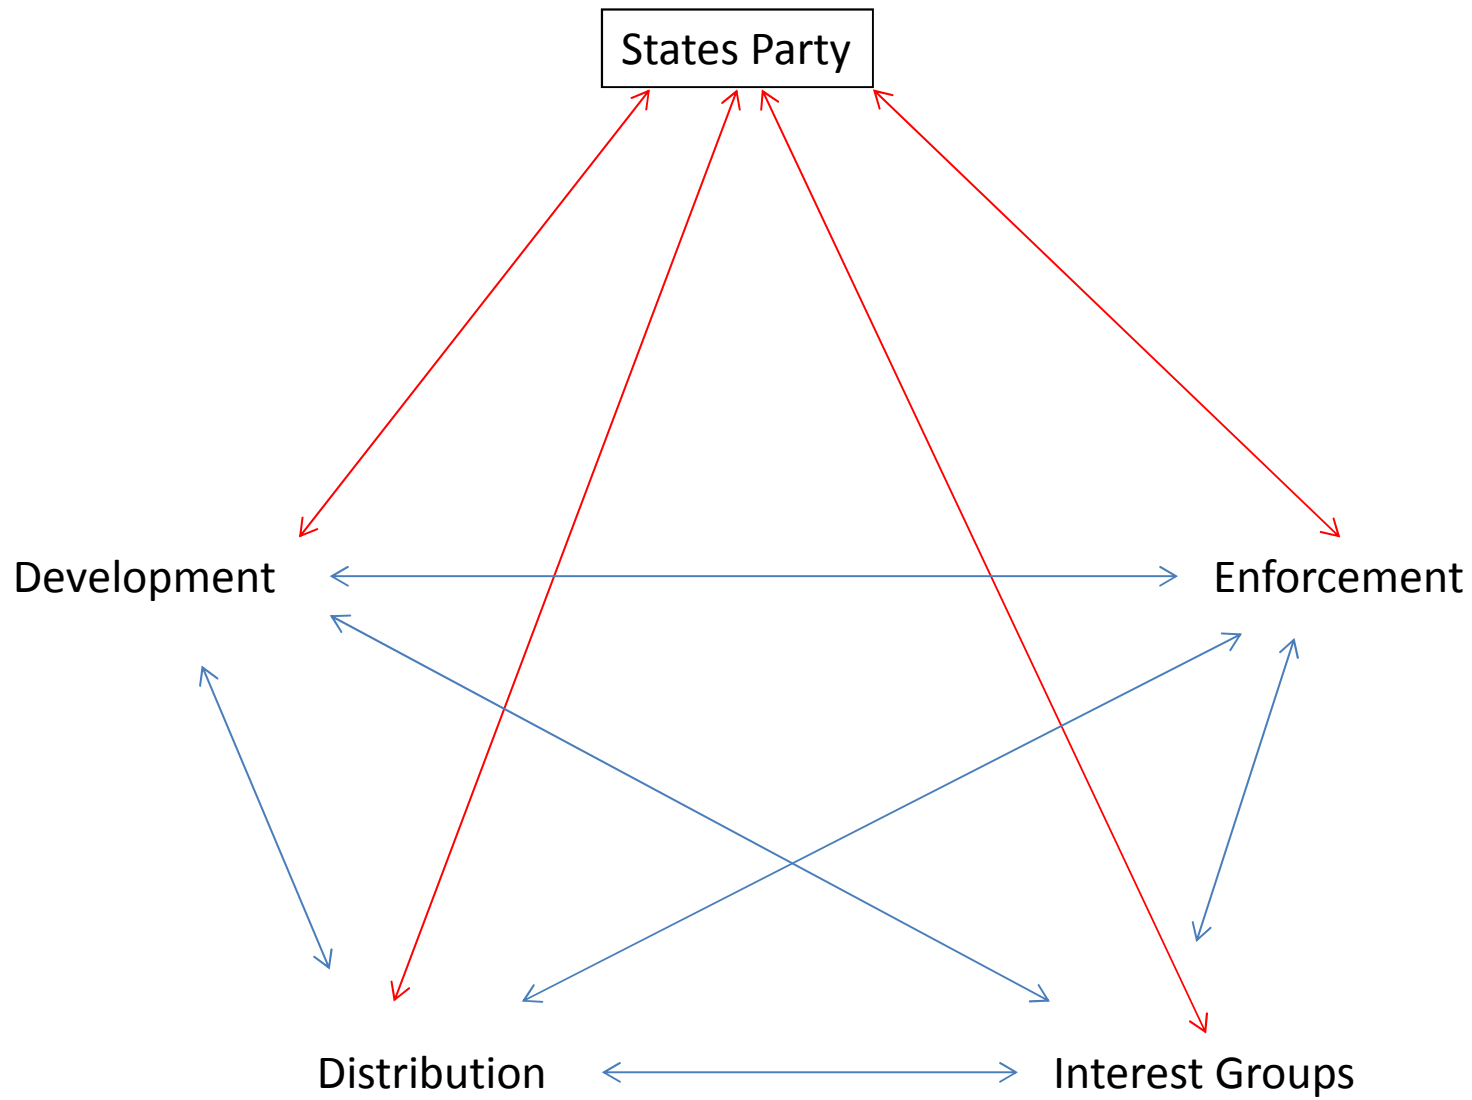 States Party
Development
Enforcement
Distribution
Interest Groups